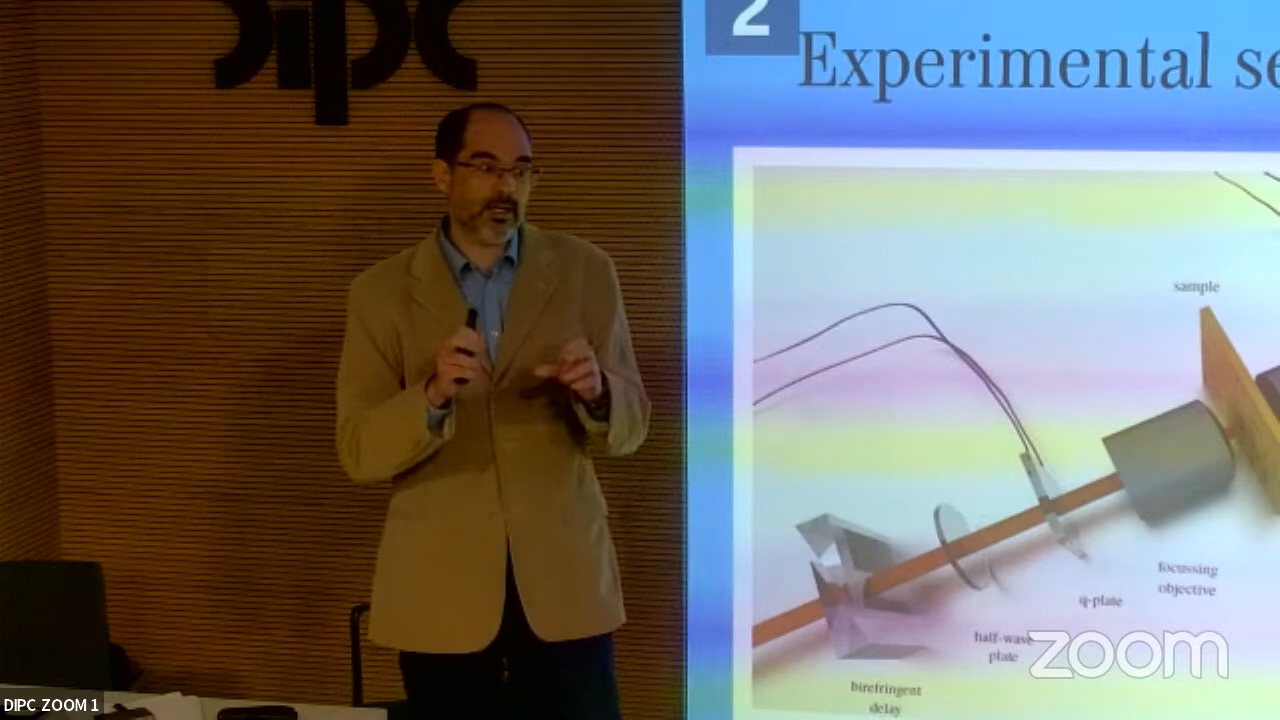 dipc
2
Experimental se
sample
focussing
objective
q-plate
half-wave
plate
birefringent
delay
zoom
DIPC ZOOM 1